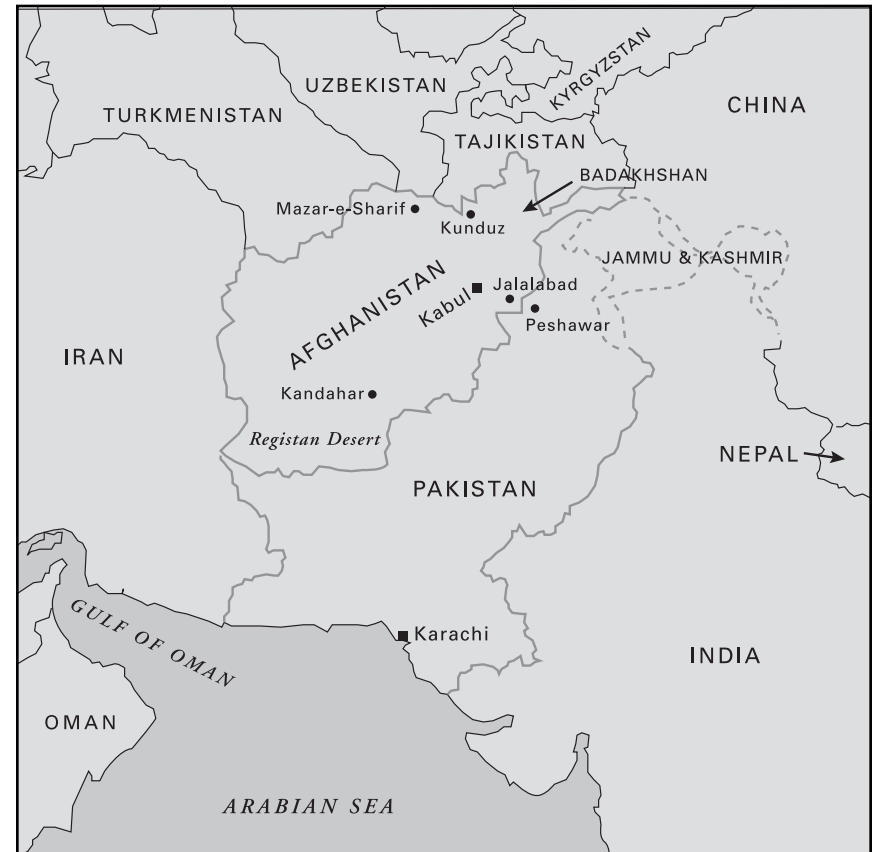 KYRGYZSTAN
UZBEKISTAN
TURKMENISTAN
CHINA
TAJIKISTAN
BADAKHSHAN
Mazar-e-Sharif
Kunduz
JAMMU & KASHMIR
AFGHANISTAN
Kabul
Jalalabad
Peshawar
IRAN
Kandahar
Registan Desert
NEPAL
PAKISTAN
GULF OF OMAN
Karachi
INDIA
OMAN
ARABIAN SEA